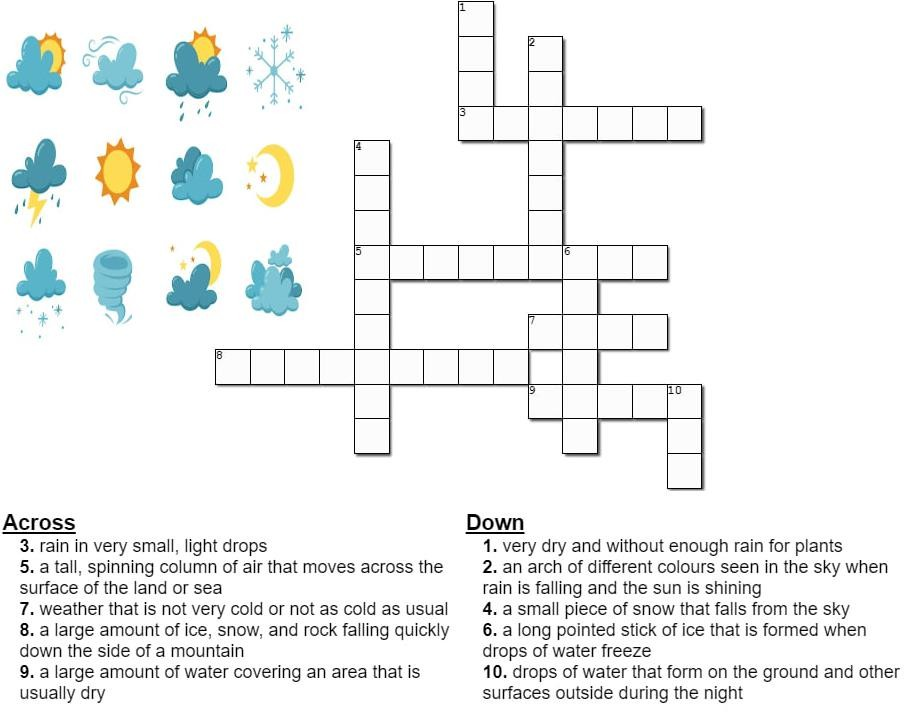 1
2
3
4
5
6
7
8
9
10
Across
3. rain in very small, light drops
5. a tall, spinning column of air that moves across the
surface of the land or sea
7. weather that is not very cold or not as cold as usual
8. a large amount of ice, snow, and rock falling quickly
down the side of a mountain
9. a large amount of water covering an area that is
usually dry
Down
1. very dry and without enough rain for plants
2. an arch of different colours seen in the sky when
rain is falling and the sun is shining
4. a small piece of snow that falls from the sky
6. a long pointed stick of ice that is formed when
drops of water freeze
10. drops of water that form on the ground and other
surfaces outside during the night